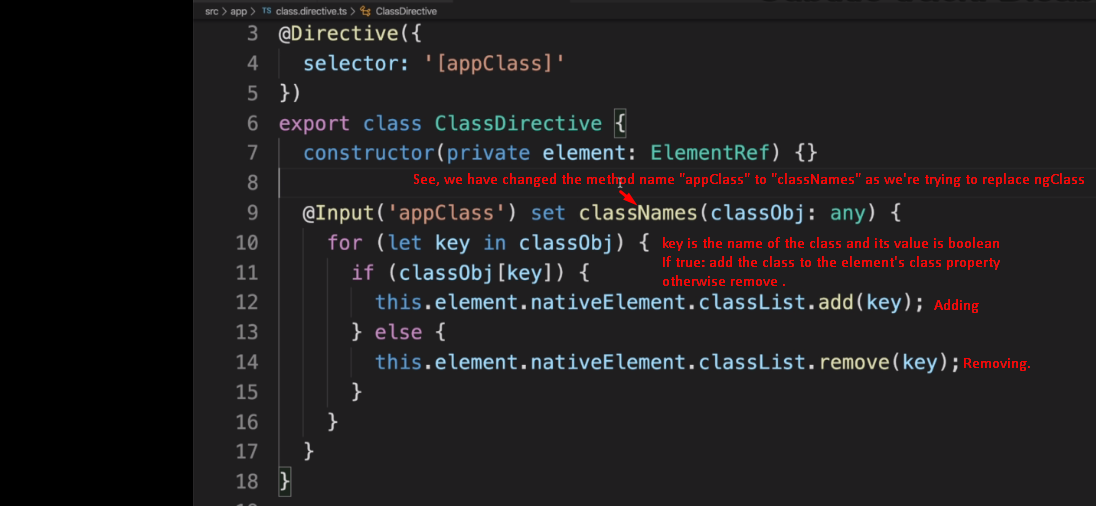 src > app > TS class.directive.ts > ClassDirective
3 @Directive({
4 selector: '[appClass]'
5 })
6 export class ClassDirective {
7 constructor(private element: ElementRef) {}
8 See, we have changed the method name "appClass" to "classNames" as we're trying to replace ngClass
9 @Input('appClass') set classNames(classObj: any) {
10 for (let key in classObj) { key is the name of the class and its value is boolean
If true: add the class to the element's class property
11 if (classObj[key]) {
otherwise remove .
12 this.element.nativeElement.classList.add(key); Adding
13 } else {
14 this.element.nativeElement.classList.remove(key); Removing.
15 }
16 }
17 }
18 }